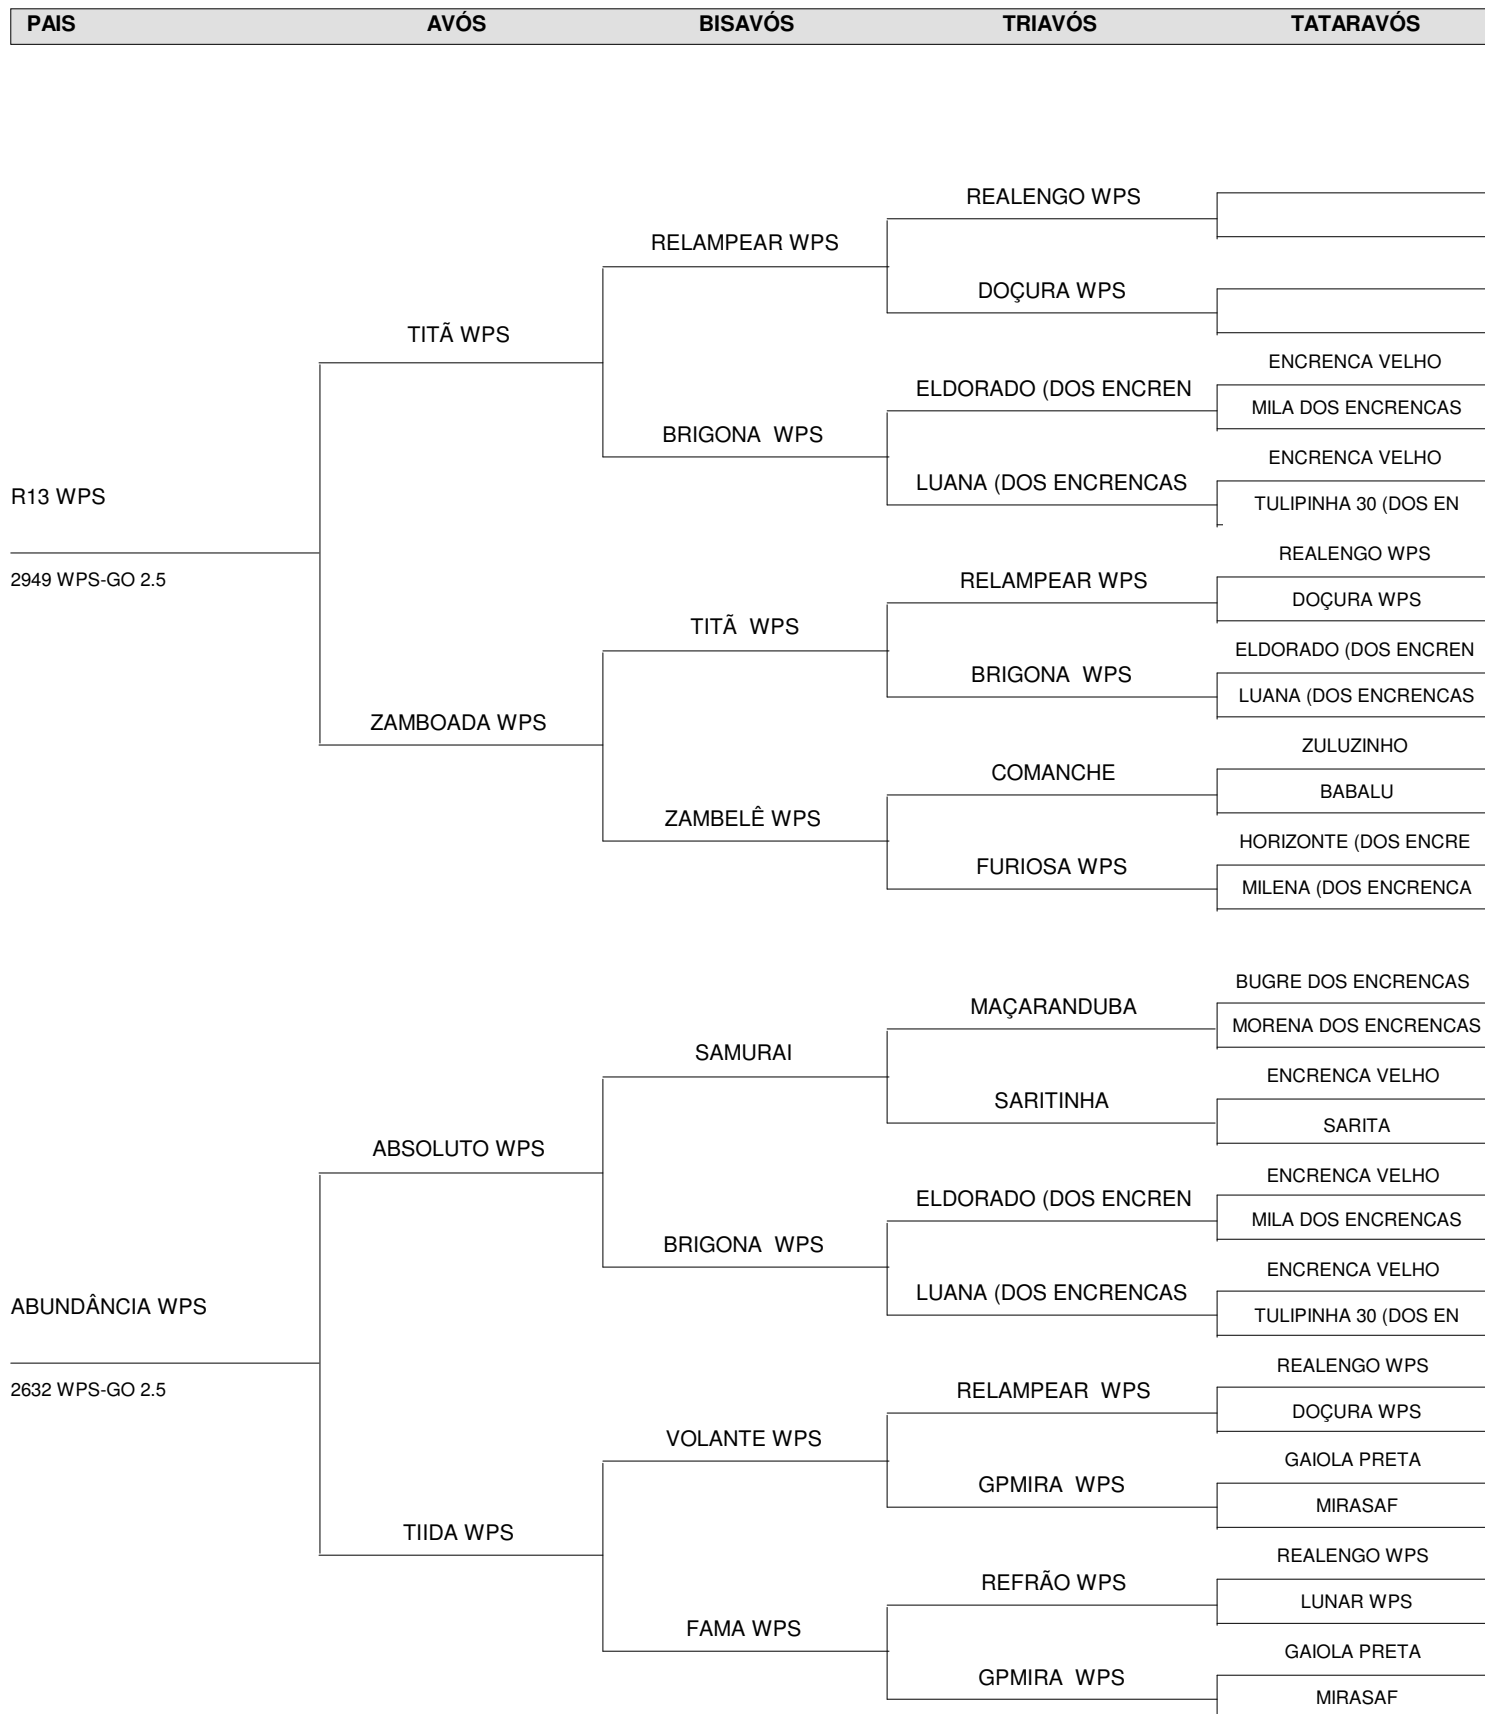 PAIS AVÓS BISAVÓS TRIAVÓS TATARAVÓS
REALENGO WPS
RELAMPEAR WPS
DOÇURA WPS
TITÃ WPS
ENCRENCA VELHO
ELDORADO (DOS ENCREN
MILA DOS ENCRENCAS
BRIGONA WPS
ENCRENCA VELHO
LUANA (DOS ENCRENCAS
R13 WPS
TULIPINHA 30 (DOS EN
REALENGO WPS
2949 WPS-GO 2.5
RELAMPEAR WPS
DOÇURA WPS
TITÃ WPS
ELDORADO (DOS ENCREN
BRIGONA WPS
LUANA (DOS ENCRENCAS
ZAMBOADA WPS
ZULUZINHO
COMANCHE
BABALU
ZAMBELÊ WPS
HORIZONTE (DOS ENCRE
FURIOSA WPS
MILENA (DOS ENCRENCA
BUGRE DOS ENCRENCAS
MAÇARANDUBA
MORENA DOS ENCRENCAS
SAMURAI
ENCRENCA VELHO
SARITINHA
SARITA
ABSOLUTO WPS
ENCRENCA VELHO
ELDORADO (DOS ENCREN
MILA DOS ENCRENCAS
BRIGONA WPS
ENCRENCA VELHO
LUANA (DOS ENCRENCAS
ABUNDÂNCIA WPS
TULIPINHA 30 (DOS EN
REALENGO WPS
2632 WPS-GO 2.5
RELAMPEAR WPS
DOÇURA WPS
VOLANTE WPS
GAIOLA PRETA
GPMIRA WPS
MIRASAF
TIIDA WPS
REALENGO WPS
REFRÃO WPS
LUNAR WPS
FAMA WPS
GAIOLA PRETA
GPMIRA WPS
MIRASAF